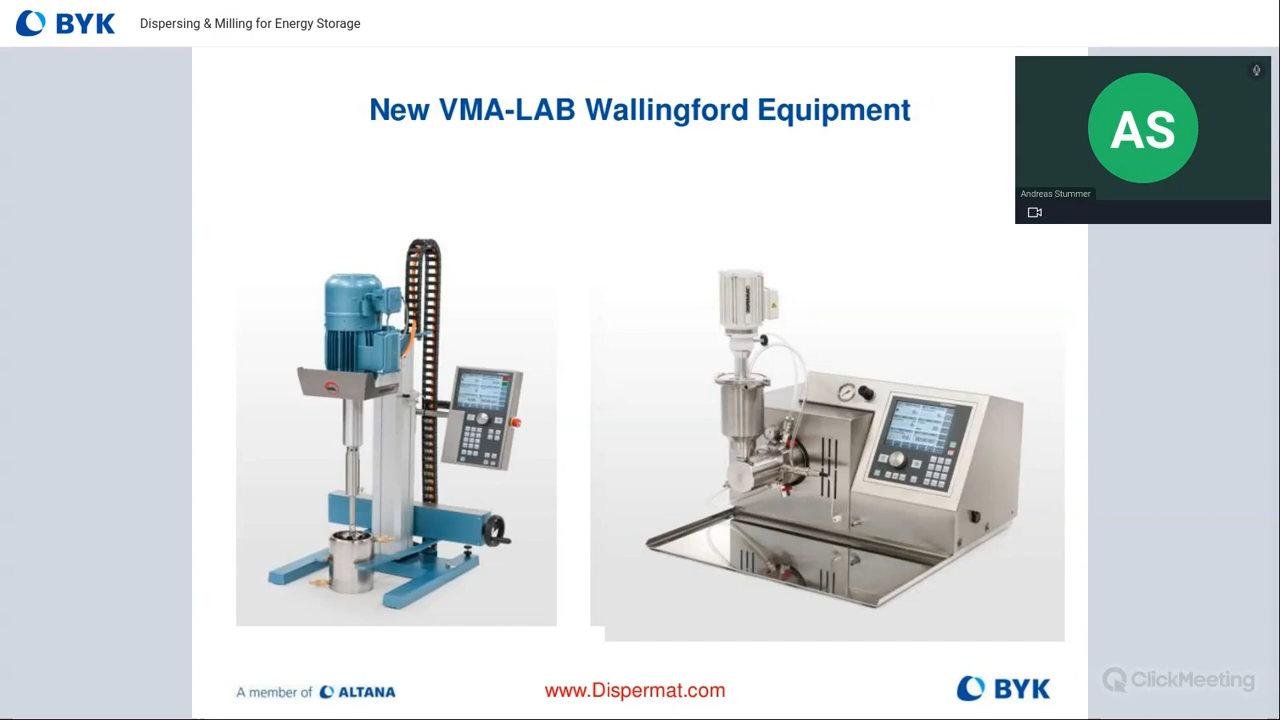 BYK
Dispersing & Milling for Energy Storage
New VMA-LAB Wallingford Equipment
AS
Andreas Stummer
A member of ALTANA
www.Dispermat.com
BYK
ClickMeeting